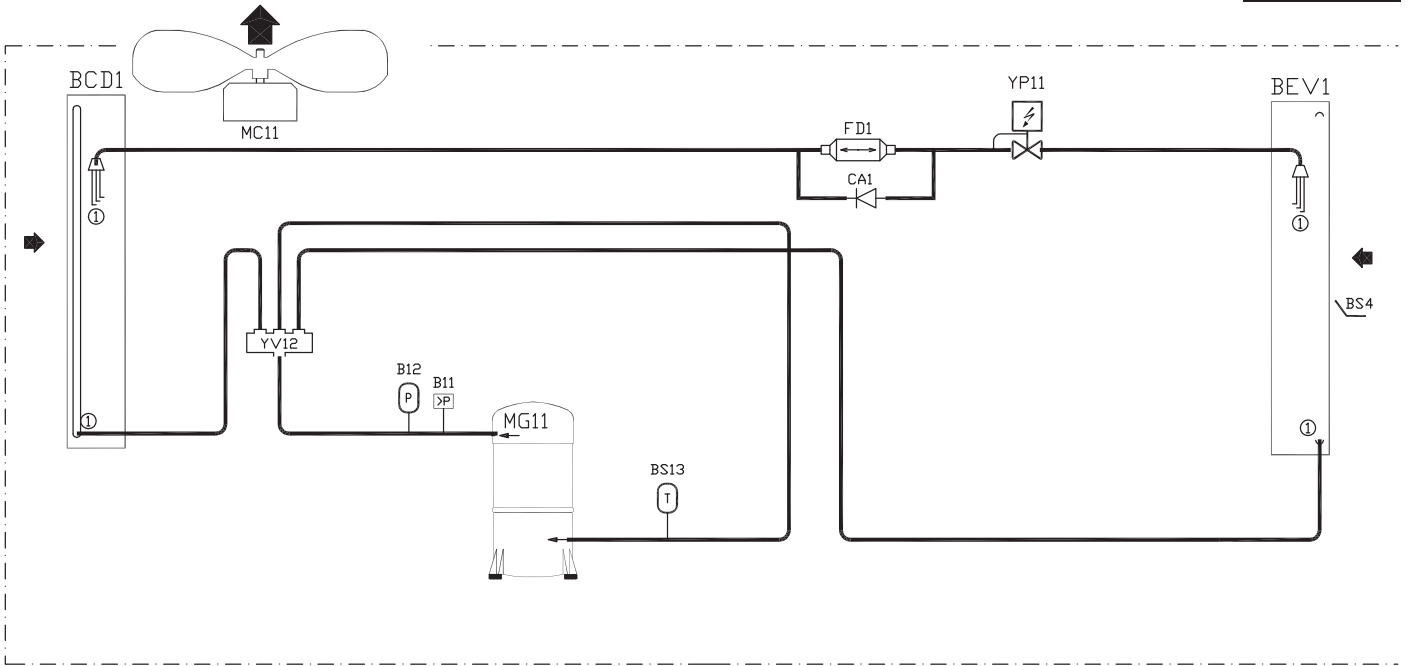 BCD1
MC11
FD1
YP11
BEV1
CA1
1
1
BS4
YV12
B12
P
B11
>P
MG11
1
1
BS13
T